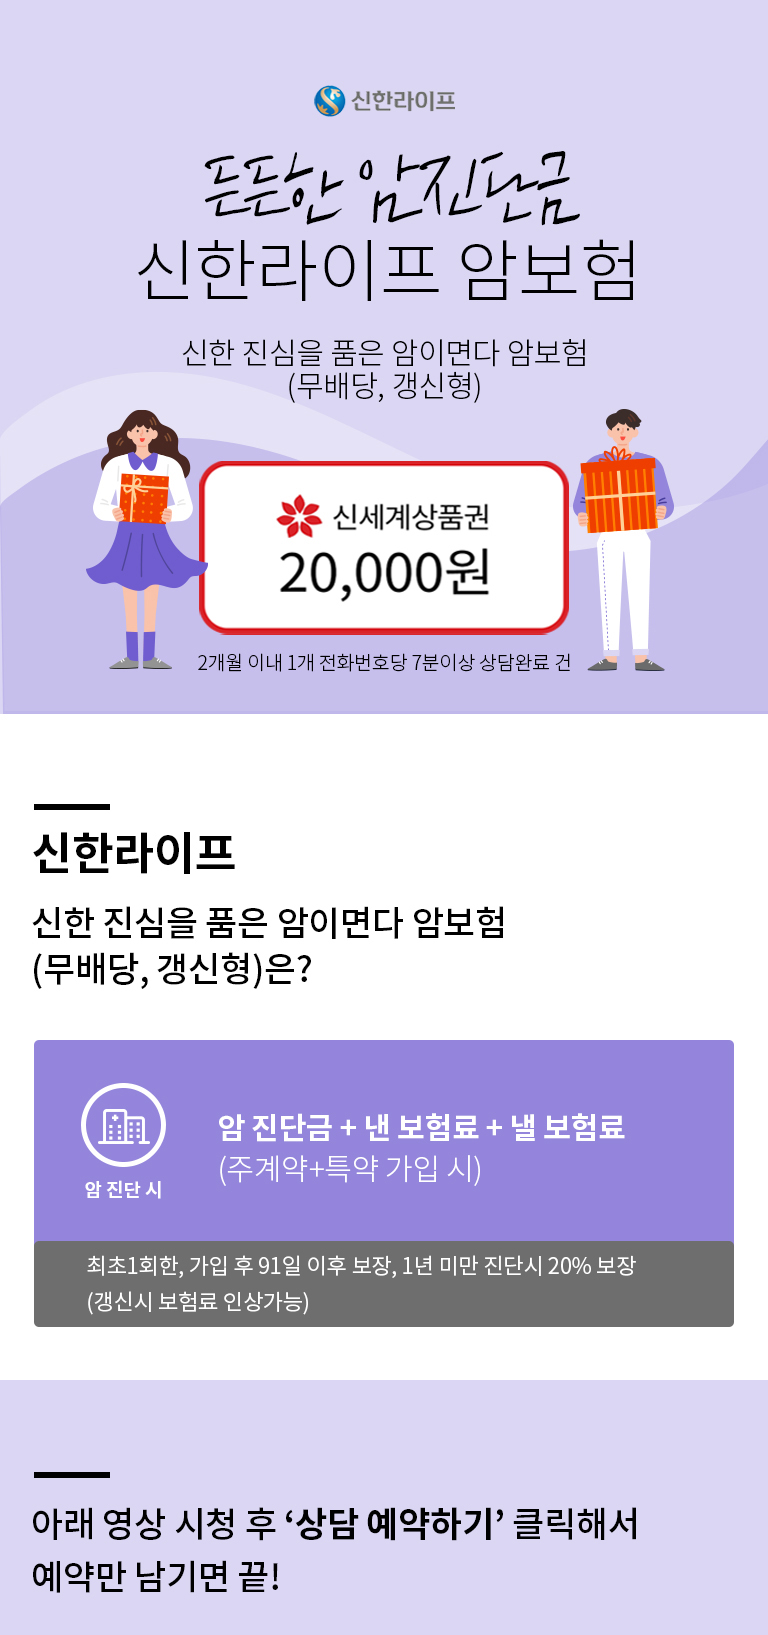 신한라이프
든든한 암진단금
신한라이프 암보험
신한 진심을 품은 암이면다 암보험
(무배당, 갱신형)
신세계상품권
20,000원
2개월 이내 1개 전화번호당 7분이상 상담완료 건
신한라이프
신한 진심을 품은 암이면다 암보험
(무배당, 갱신형)은?
암 진단 시
암 진단금 + 낸 보험료 + 낼 보험료
(주계약+특약 가입 시)
최초1회한, 가입 후 91일 이후 보장, 1년 미만 진단시 20% 보장
(갱신시 보험료 인상가능)
아래 영상 시청 후 ‘상담 예약하기’ 클릭해서
예약만 남기면 끝!